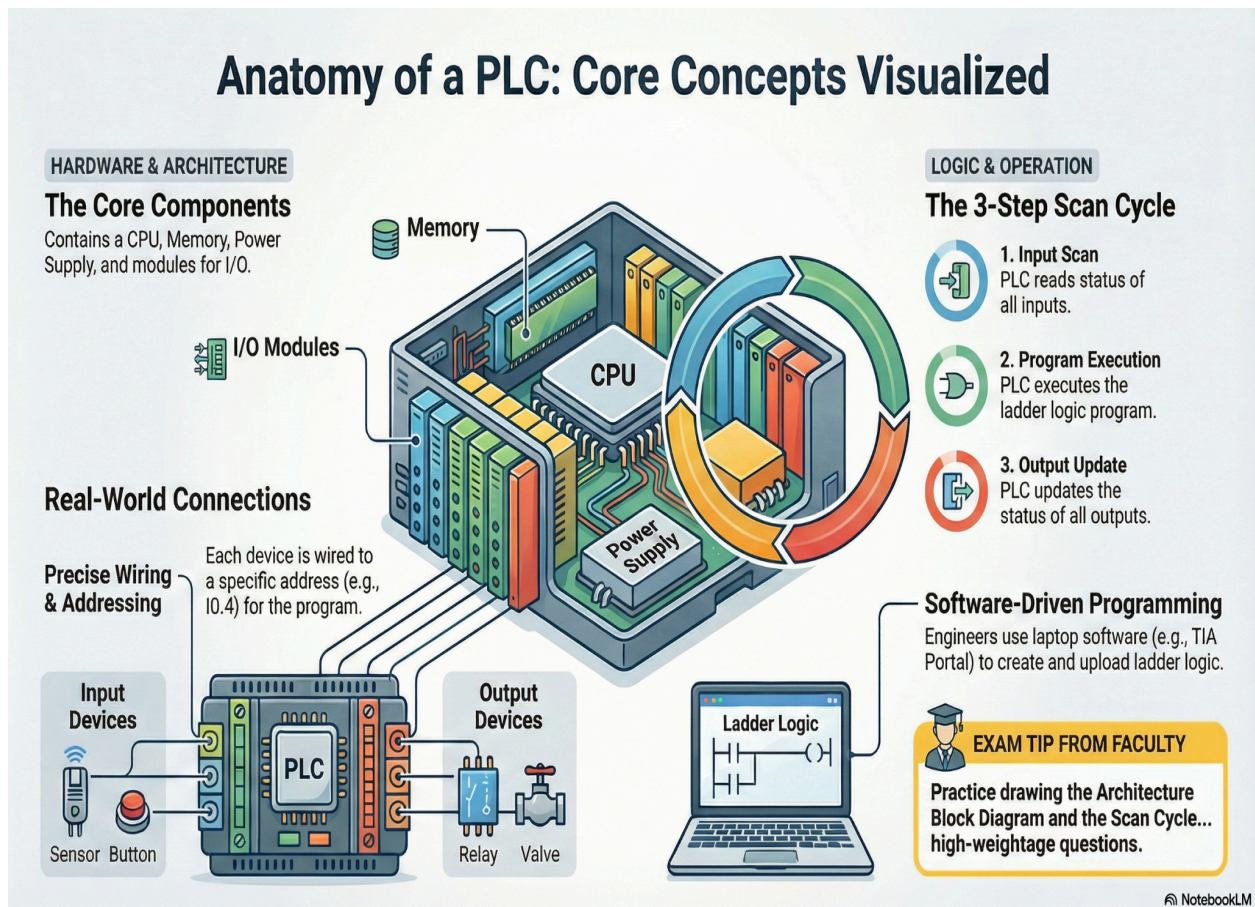 Anatomy of a PLC: Core Concepts Visualized
HARDWARE & ARCHITECTURE
The Core Components
Contains a CPU, Memory, Power
Supply, and modules for I/O.
Memory
I/O Modules
CPU
Power
Supply
Real-World Connections
Precise Wiring
& Addressing
Each device is wired to
a specific address (e.g.,
I0.4) for the program.
Input
Devices
Sensor
Button
PLC
Output
Devices
Relay
Valve
LOGIC & OPERATION
The 3-Step Scan Cycle
1. Input Scan
PLC reads status of
all inputs.
2. Program Execution
PLC executes the
ladder logic program.
3. Output Update
PLC updates the
status of all outputs.
Software-Driven Programming
Engineers use laptop software (e.g., TIA
Portal) to create and upload ladder logic.
Ladder Logic
EXAM TIP FROM FACULTY
Practice drawing the Architecture
Block Diagram and the Scan Cycle...
high-weightage questions.
NotebookLM